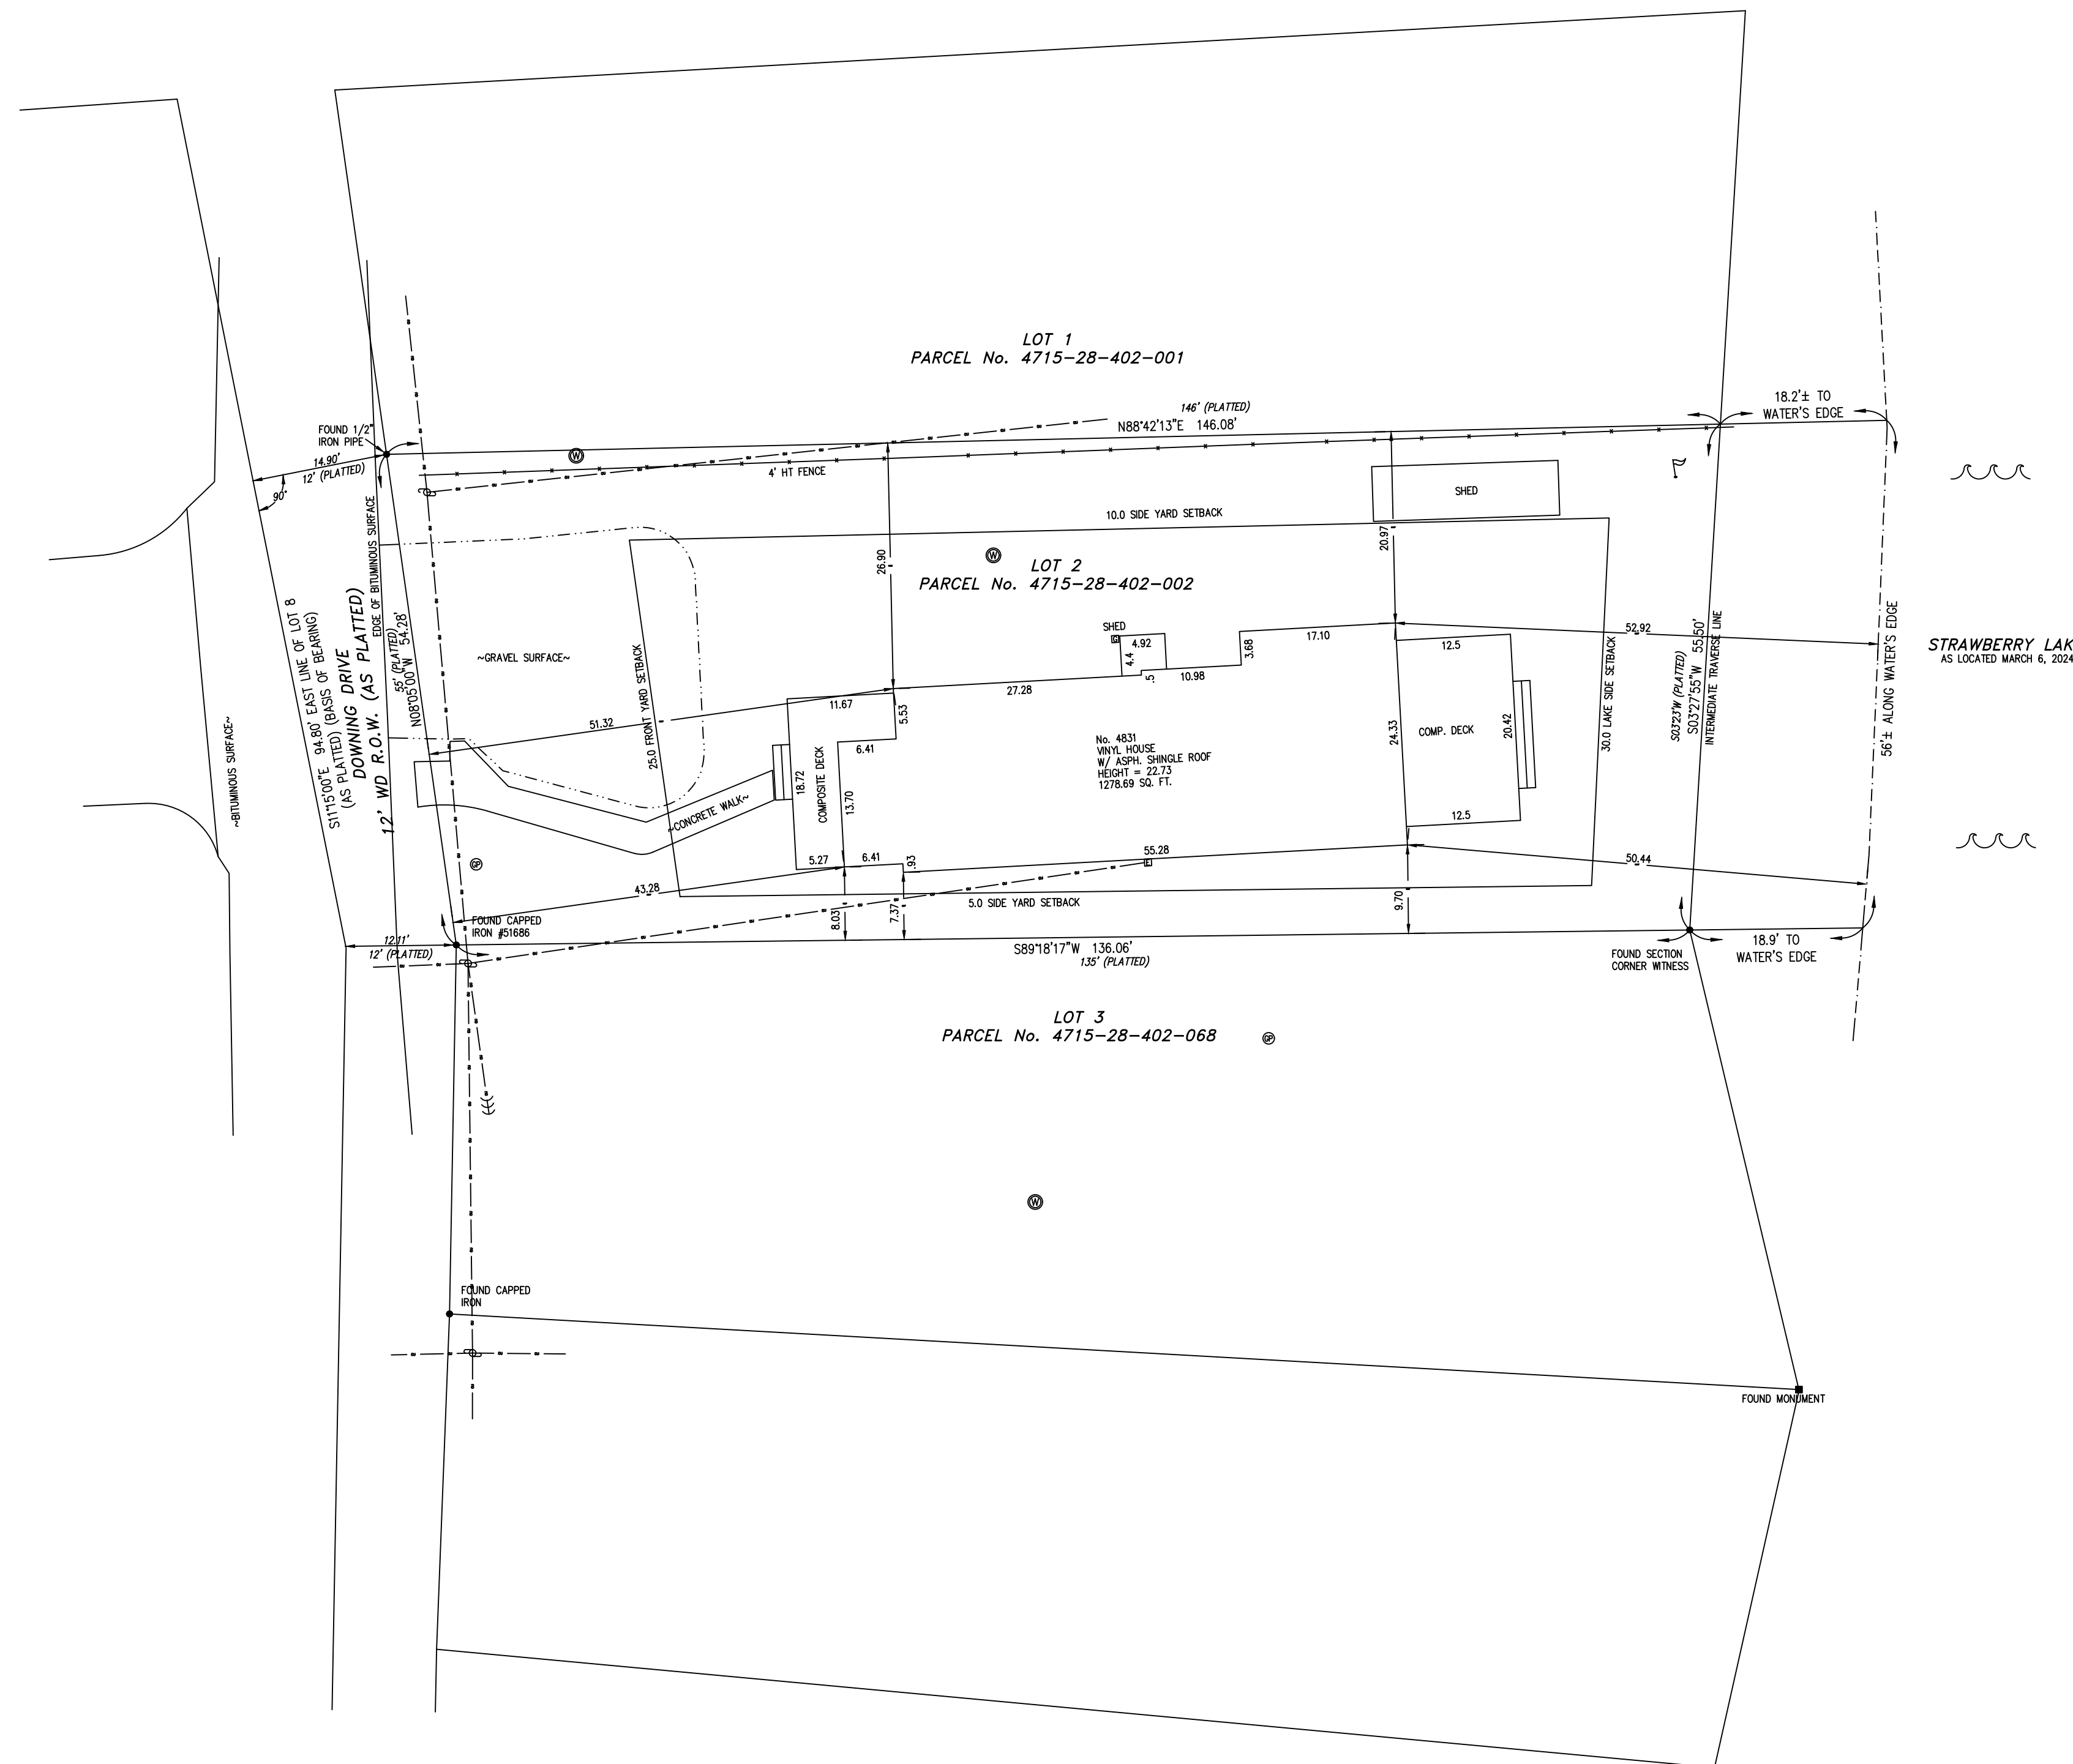 LOT 1
PARCEL No. 4715-28-402-001
18.2'± TO
WATER'S EDGE
146' (PLATTED)
N88°42'13"E 146.08'
FOUND 1/2"
IRON PIPE
14.90'
12' (PLATTED)
90°
W
4' HT FENCE
SHED
10.0 SIDE YARD SETBACK
20.97
26.90
W
LOT 2
PARCEL No. 4715-28-402-002
EDGE OF BITUMINOUS SURFACE
S11°15'00"E 94.80' EAST LINE OF LOT 8
(AS PLATTED) (BASIS OF BEARING)
DOWNING DRIVE
12' WD R.O.W. (AS PLATTED)
55' (PLATTED)
N08°05'00"W 54.28'
~BITUMINOUS SURFACE~
~GRAVEL SURFACE~
25.0 FRONT YARD SETBACK
SHED
G
4.92
4.4
.5
3.68
17.10
10.98
27.28
12.5
52.92
30.0 LAKE SIDE SETBACK
S03°23'W (PLATTED)
S03°27'55"W 55.50'
INTERMEDIATE TRAVERSE LINE
56'± ALONG WATER'S EDGE
STRAWBERRY LAK
AS LOCATED MARCH 6, 2024
51.32
11.67
5.53
6.41
18.72
COMPOSITE DECK
13.70
No. 4831
VINYL HOUSE
W/ ASPH. SHINGLE ROOF
HEIGHT = 22.73
1278.69 SQ. FT.
24.33
COMP. DECK
20.42
12.5
~CONCRETE WALK~
5.27
6.41
.93
55.28
E
50.44
GP
43.28
8.03
7.37
9.70
5.0 SIDE YARD SETBACK
FOUND CAPPED
IRON #51686
12.11'
12' (PLATTED)
S89°18'17"W 136.06'
135' (PLATTED)
FOUND SECTION
CORNER WITNESS
18.9' TO
WATER'S EDGE
LOT 3
PARCEL No. 4715-28-402-068
GP
W
FOUND CAPPED
IRON
FOUND MONUMENT